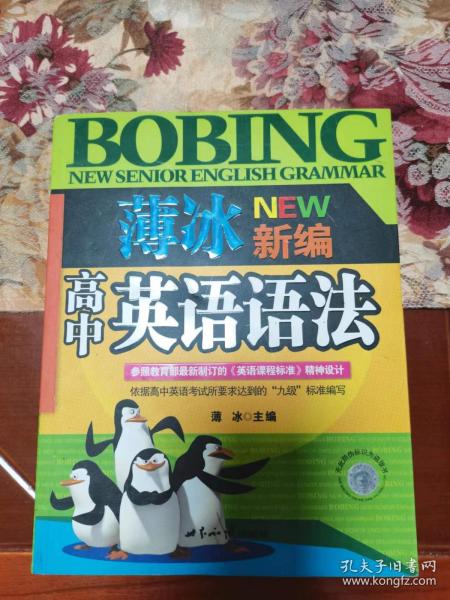 BOBING
NEW SENIOR ENGLISH GRAMMAR
薄冰 NEW
新编
高中
英语语法
参照教育部最新制订的《英语课程标准》精神设计
依据高中英语考试所要求达到的“九级”标准编写
薄 冰○主编
孔夫子旧书网
www.kongfz.com